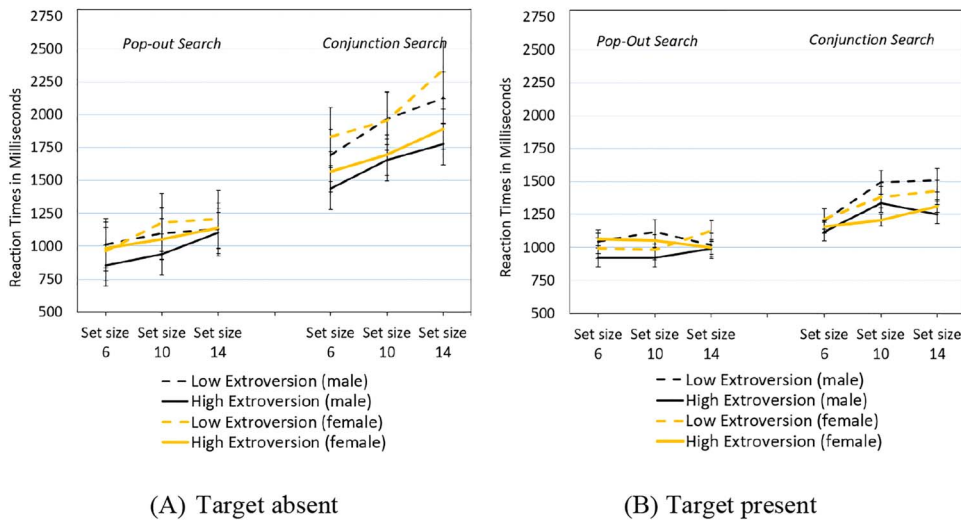 2750
2500
2250
2000
1750
1500
1250
1000
750
500
Reaction Times in Milliseconds
Pop-out Search
Conjunction Search
Set size Set size Set size Set size Set size Set size
6 10 14 6 10 14
Low Extroversion (male)
High Extroversion (male)
Low Extroversion (female)
High Extroversion (female)
(A) Target absent
2750
2500
2250
2000
1750
1500
1250
1000
750
500
Reaction Times in Milliseconds
Pop-Out Search
Conjunction Search
Set size Set size Set size Set size Set size Set size
6 10 14 6 10 14
Low Extroversion (male)
High Extroversion (male)
Low Extroversion (female)
High Extroversion (female)
(B) Target present